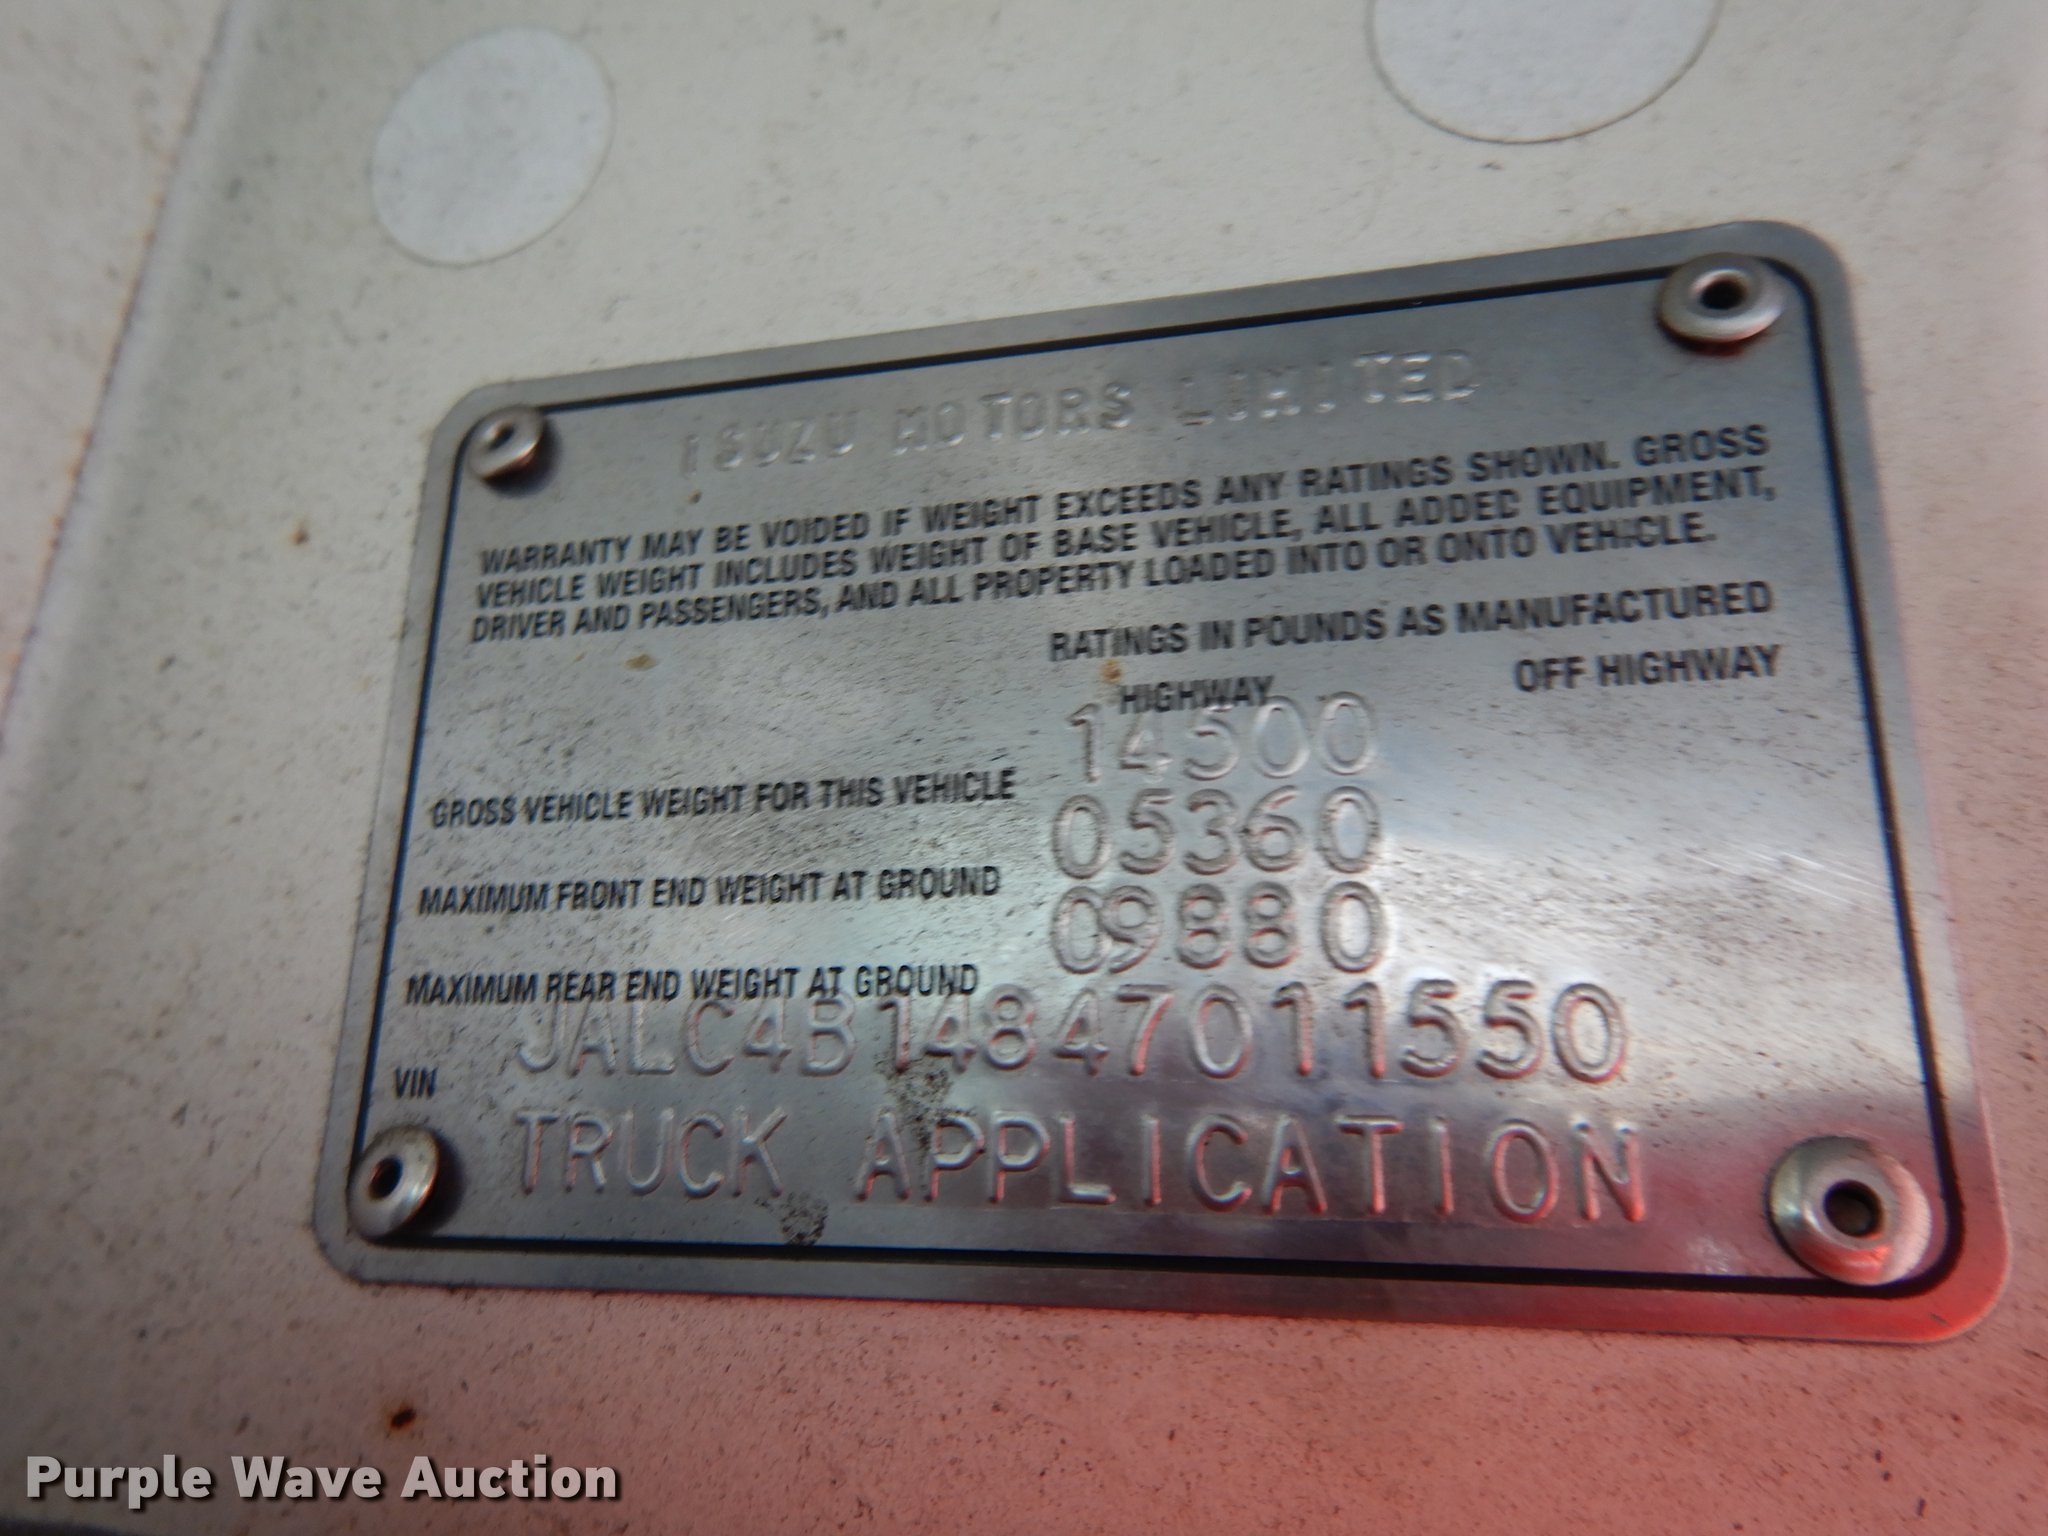 ISUZU MOTORS LIMITED
WARRANTY MAY BE VOIDED IF WEIGHT EXCEEDS ANY RATINGS SHOWN. GROSS
VEHICLE WEIGHT INCLUDES WEIGHT OF BASE VEHICLE, ALL ADDED EQUIPMENT,
DRIVER AND PASSENGERS, AND ALL PROPERTY LOADED INTO OR ONTO VEHICLE.
RATINGS IN POUNDS AS MANUFACTURED
HIGHWAY OFF HIGHWAY
GROSS VEHICLE WEIGHT FOR THIS VEHICLE 14500
MAXIMUM FRONT END WEIGHT AT GROUND 05360
MAXIMUM REAR END WEIGHT AT GROUND 09880
VIN JALC4B14847011550
TRUCK APPLICATION
Purple Wave Auction